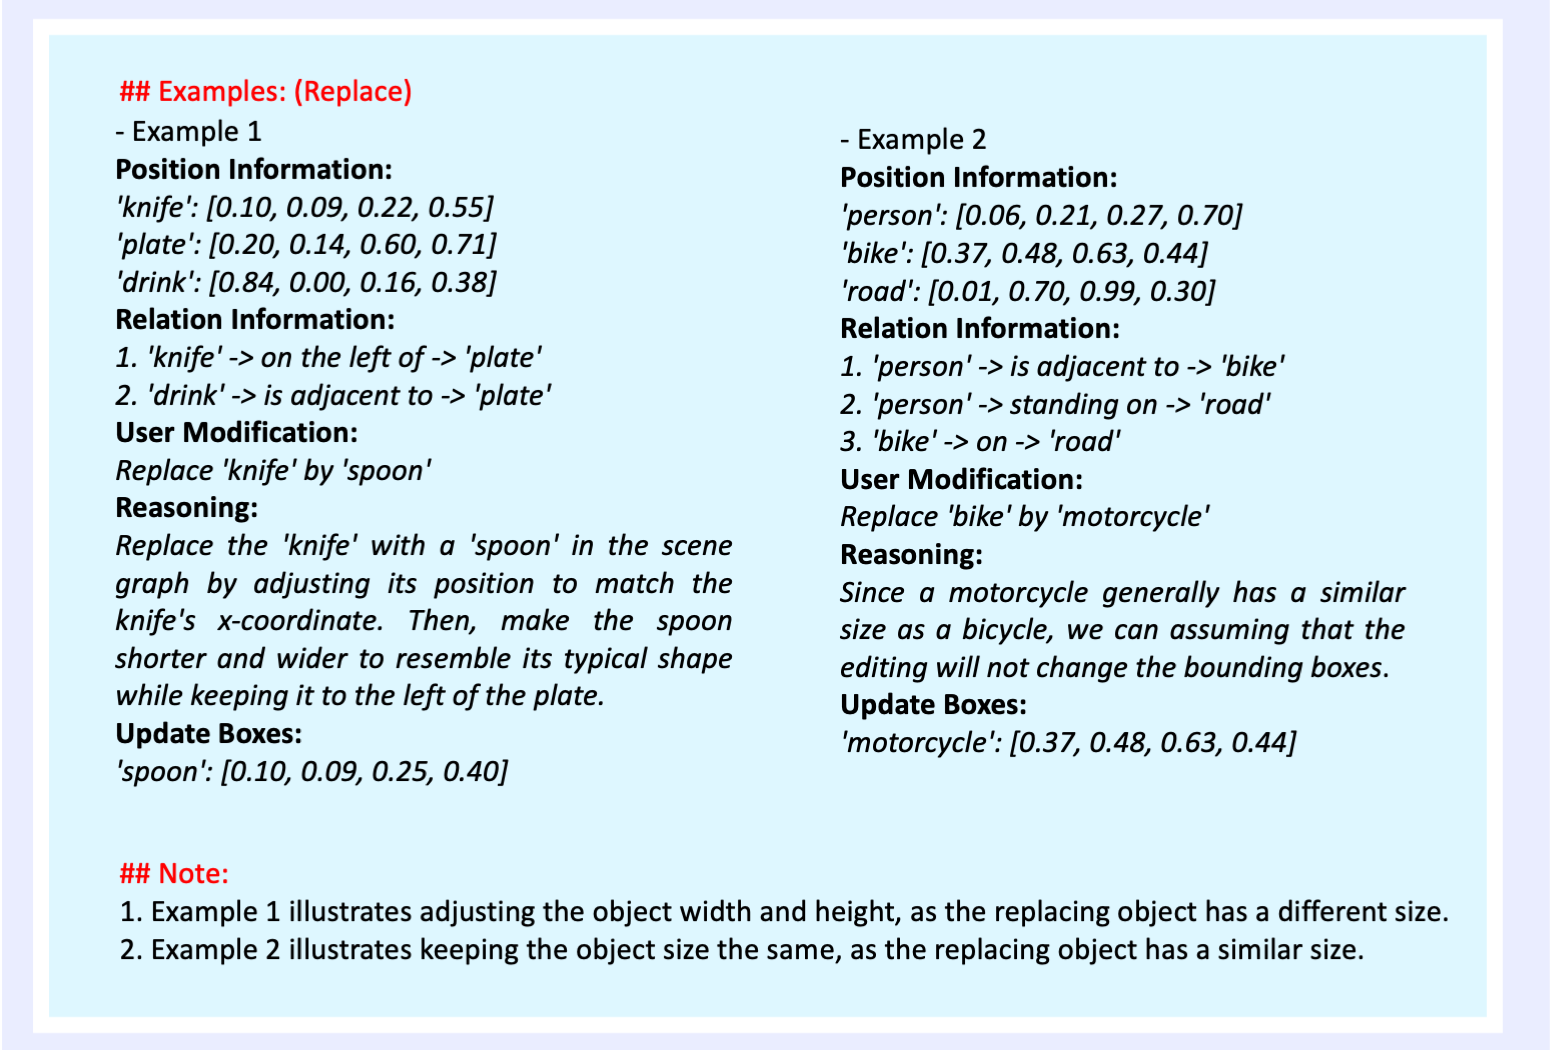 ## Examples: (Replace)
- Example 1
Position Information:
'knife': [0.10, 0.09, 0.22, 0.55]
'plate': [0.20, 0.14, 0.60, 0.71]
'drink': [0.84, 0.00, 0.16, 0.38]
Relation Information:
1. 'knife' -> on the left of -> 'plate'
2. 'drink' -> is adjacent to -> 'plate'
User Modification:
Replace 'knife' by 'spoon'
Reasoning:
Replace the 'knife' with a 'spoon' in the scene
graph by adjusting its position to match the
knife's x-coordinate. Then, make the spoon
shorter and wider to resemble its typical shape
while keeping it to the left of the plate.
Update Boxes:
'spoon': [0.10, 0.09, 0.25, 0.40]
- Example 2
Position Information:
'person': [0.06, 0.21, 0.27, 0.70]
'bike': [0.37, 0.48, 0.63, 0.44]
'road': [0.01, 0.70, 0.99, 0.30]
Relation Information:
1. 'person' -> is adjacent to -> 'bike'
2. 'person' -> standing on -> 'road'
3. 'bike' -> on -> 'road'
User Modification:
Replace 'bike' by 'motorcycle'
Reasoning:
Since a motorcycle generally has a similar
size as a bicycle, we can assuming that the
editing will not change the bounding boxes.
Update Boxes:
'motorcycle': [0.37, 0.48, 0.63, 0.44]
## Note:
1. Example 1 illustrates adjusting the object width and height, as the replacing object has a different size.
2. Example 2 illustrates keeping the object size the same, as the replacing object has a similar size.